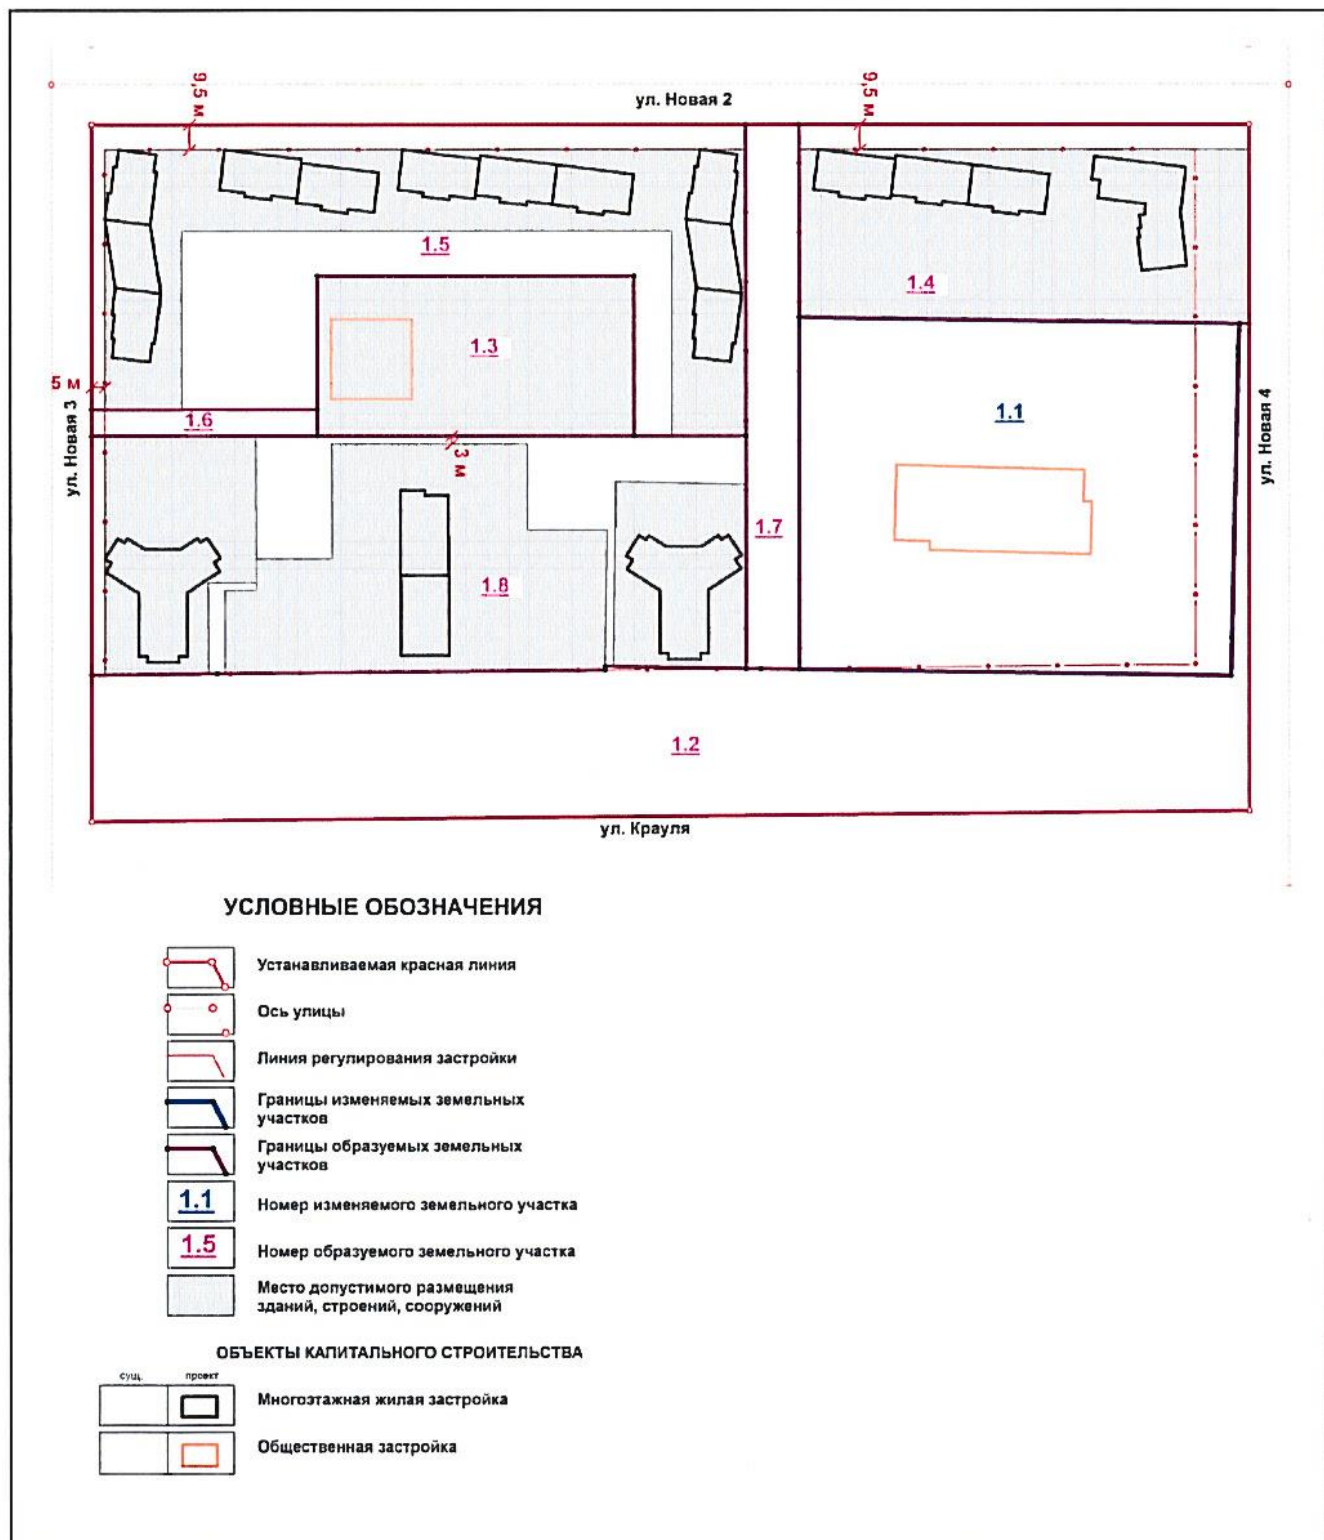 9,5 м
9,5 м
ул. Новая 2
1.5
1.4
1.3
5 м
1.6
ул. Новая 3
3 м
1.1
ул. Новая 4
1.7
1.8
1.2
ул. Крауля
УСЛОВНЫЕ ОБОЗНАЧЕНИЯ
Устанавливаемая красная линия
Ось улицы
Линия регулирования застройки
Границы изменяемых земельных
участков
Границы образуемых земельных
участков
1.1
Номер изменяемого земельного участка
1.5
Номер образуемого земельного участка
Место допустимого размещения
зданий, строений, сооружений
ОБЪЕКТЫ КАПИТАЛЬНОГО СТРОИТЕЛЬСТВА
сущ. проект
Многоэтажная жилая застройка
Общественная застройка